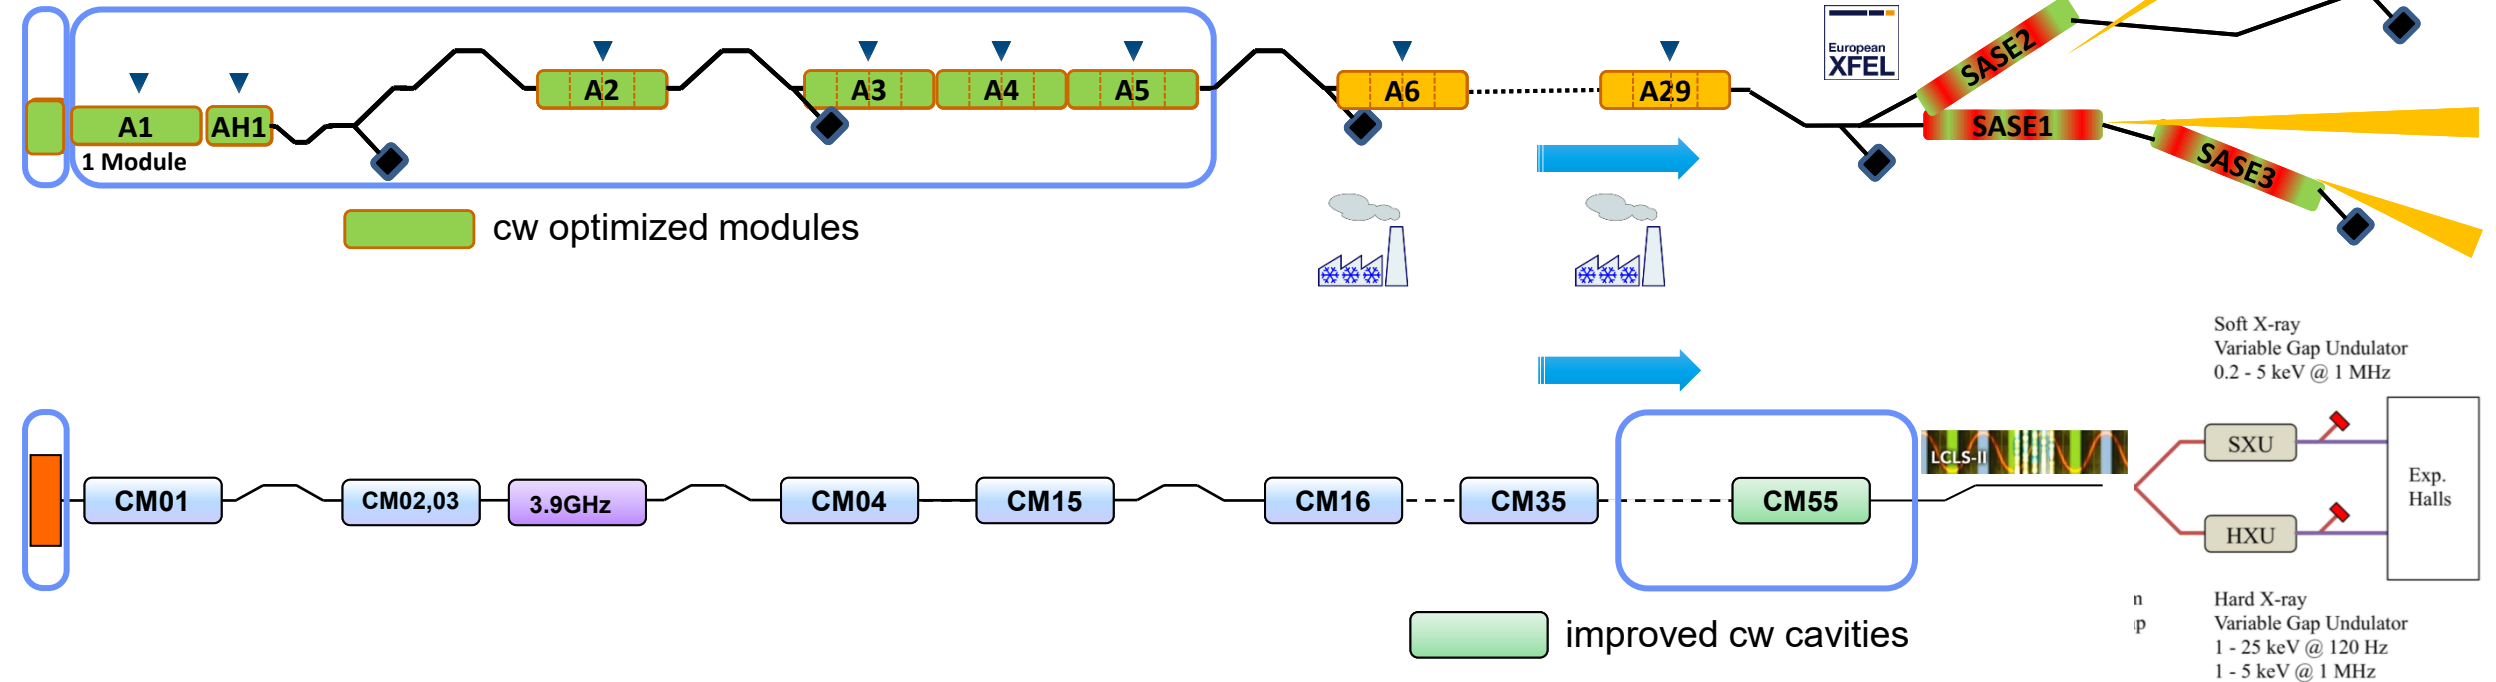 European
XFEL
SASE2
A1
AH1
A2
A3
A4
A5
A6
A29
SASE1
SASE3
1 Module
cw optimized modules
Soft X-ray
Variable Gap Undulator
0.2 - 5 keV @ 1 MHz
LCLS-II
SXU
CM01
CM02,03
3.9GHz
CM04
CM15
CM16
CM35
CM55
Exp.
Halls
HXU
improved cw cavities
Hard X-ray
Variable Gap Undulator
1 - 25 keV @ 120 Hz
1 - 5 keV @ 1 MHz